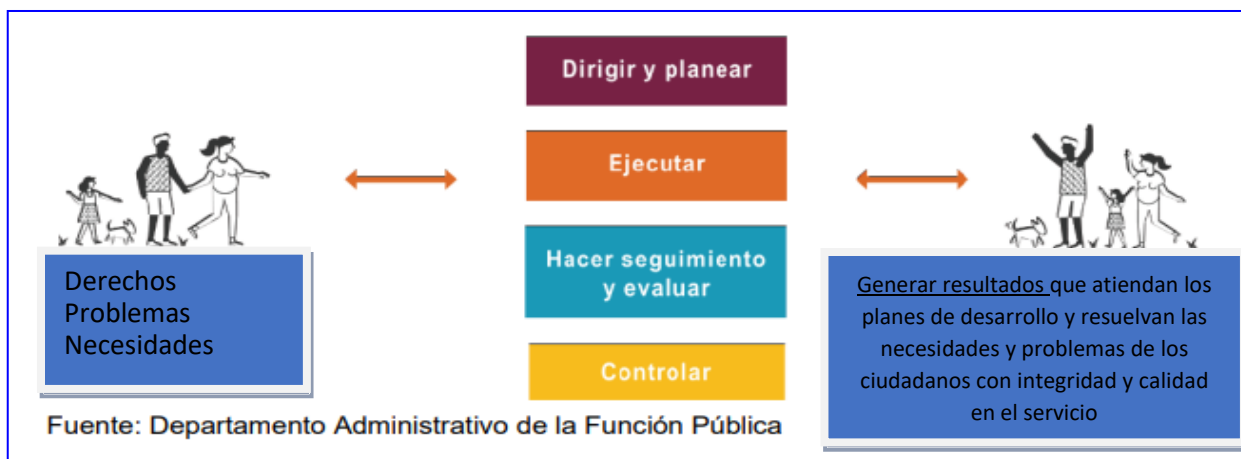 Dirigir y planear
Ejecutar
Hacer seguimiento
y evaluar
Controlar
Derechos
Problemas
Necesidades
Generar resultados que atiendan los
planes de desarrollo y resuelvan las
necesidades y problemas de los
ciudadanos con integridad y calidad
en el servicio
Fuente: Departamento Administrativo de la Función Pública